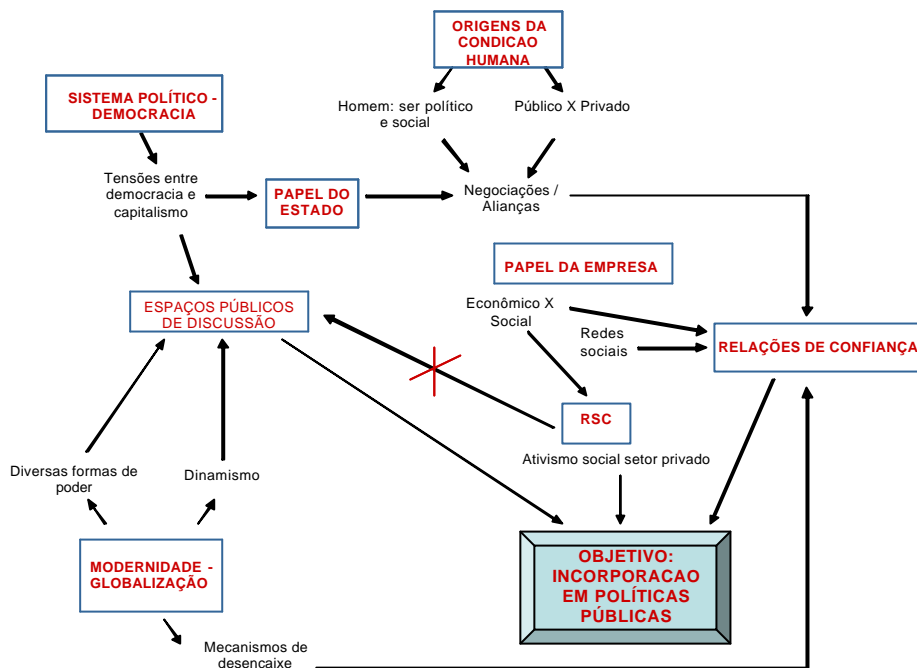 ORIGENS DA
CONDICAO
HUMANA
SISTEMA POLÍTICO -
DEMOCRACIA
Homem: ser político
e social
Público X Privado
Tensões entre
democracia e
capitalismo
PAPEL DO
ESTADO
Negociações /
Alianças
PAPEL DA EMPRESA
ESPAÇOS PÚBLICOS
DE DISCUSSÃO
Econômico X
Social
Redes
sociais
RELAÇÕES DE CONFIANÇA
RSC
Ativismo social setor privado
Diversas formas de
poder
Dinamismo
MODERNIDADE -
GLOBALIZAÇÃO
OBJETIVO:
INCORPORACAO
EM POLÍTICAS
PÚBLICAS
Mecanismos de
desencaixe